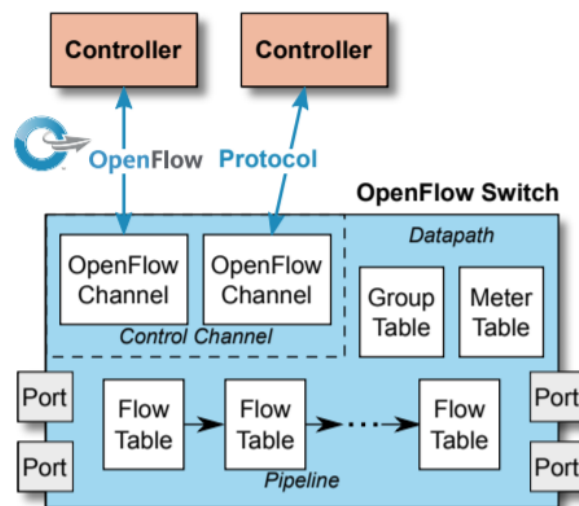 Controller
Controller
OpenFlow
Protocol
OpenFlow Switch
Datapath
OpenFlow
Channel
OpenFlow
Channel
Control Channel
Group
Table
Meter
Table
Port
Port
Flow
Table
Flow
Table
...
Flow
Table
Pipeline
Port
Port